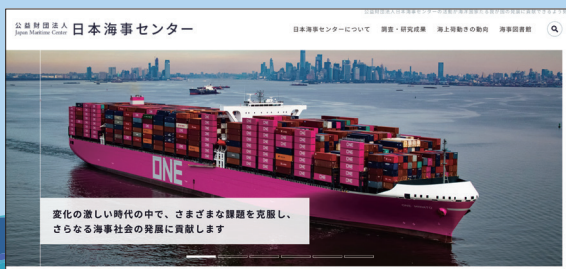 公益財団法人
Japan Maritime Center
日本海事センター
日本海事センターについて 調査・研究成果 海上荷動きの動向 海事図書館
ONE
変化の激しい時代の中で、さまざまな課題を克服し、
さらなる海事社会の発展に貢献します